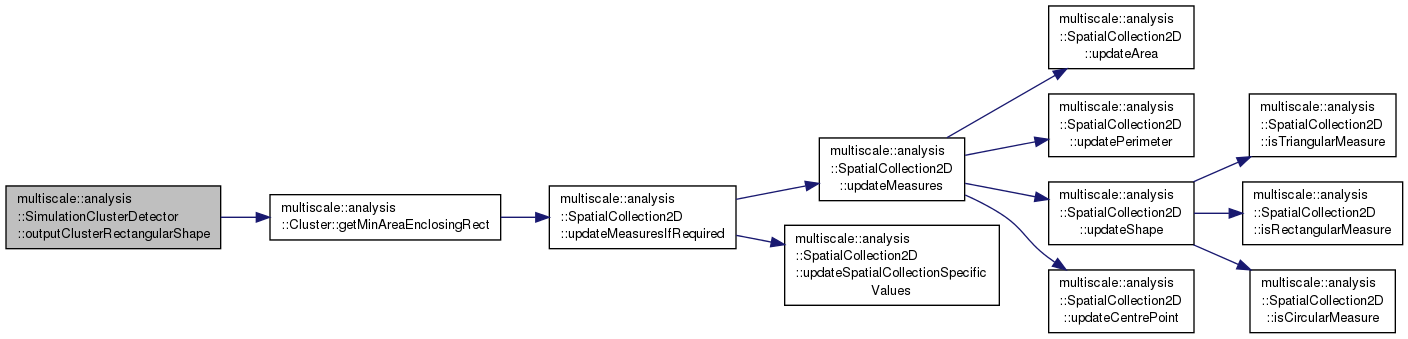 multiscale::analysis
::SimulationClusterDetector
::outputClusterRectangularShape
multiscale::analysis
::Cluster::getMinAreaEnclosingRect
multiscale::analysis
::SpatialCollection2D
::updateMeasuresIfRequired
multiscale::analysis
::SpatialCollection2D
::updateMeasures
multiscale::analysis
::SpatialCollection2D
::updateSpatialCollectionSpecific
Values
multiscale::analysis
::SpatialCollection2D
::updateArea
multiscale::analysis
::SpatialCollection2D
::updatePerimeter
multiscale::analysis
::SpatialCollection2D
::updateShape
multiscale::analysis
::SpatialCollection2D
::updateCentrePoint
multiscale::analysis
::SpatialCollection2D
::isTriangularMeasure
multiscale::analysis
::SpatialCollection2D
::isRectangularMeasure
multiscale::analysis
::SpatialCollection2D
::isCircularMeasure